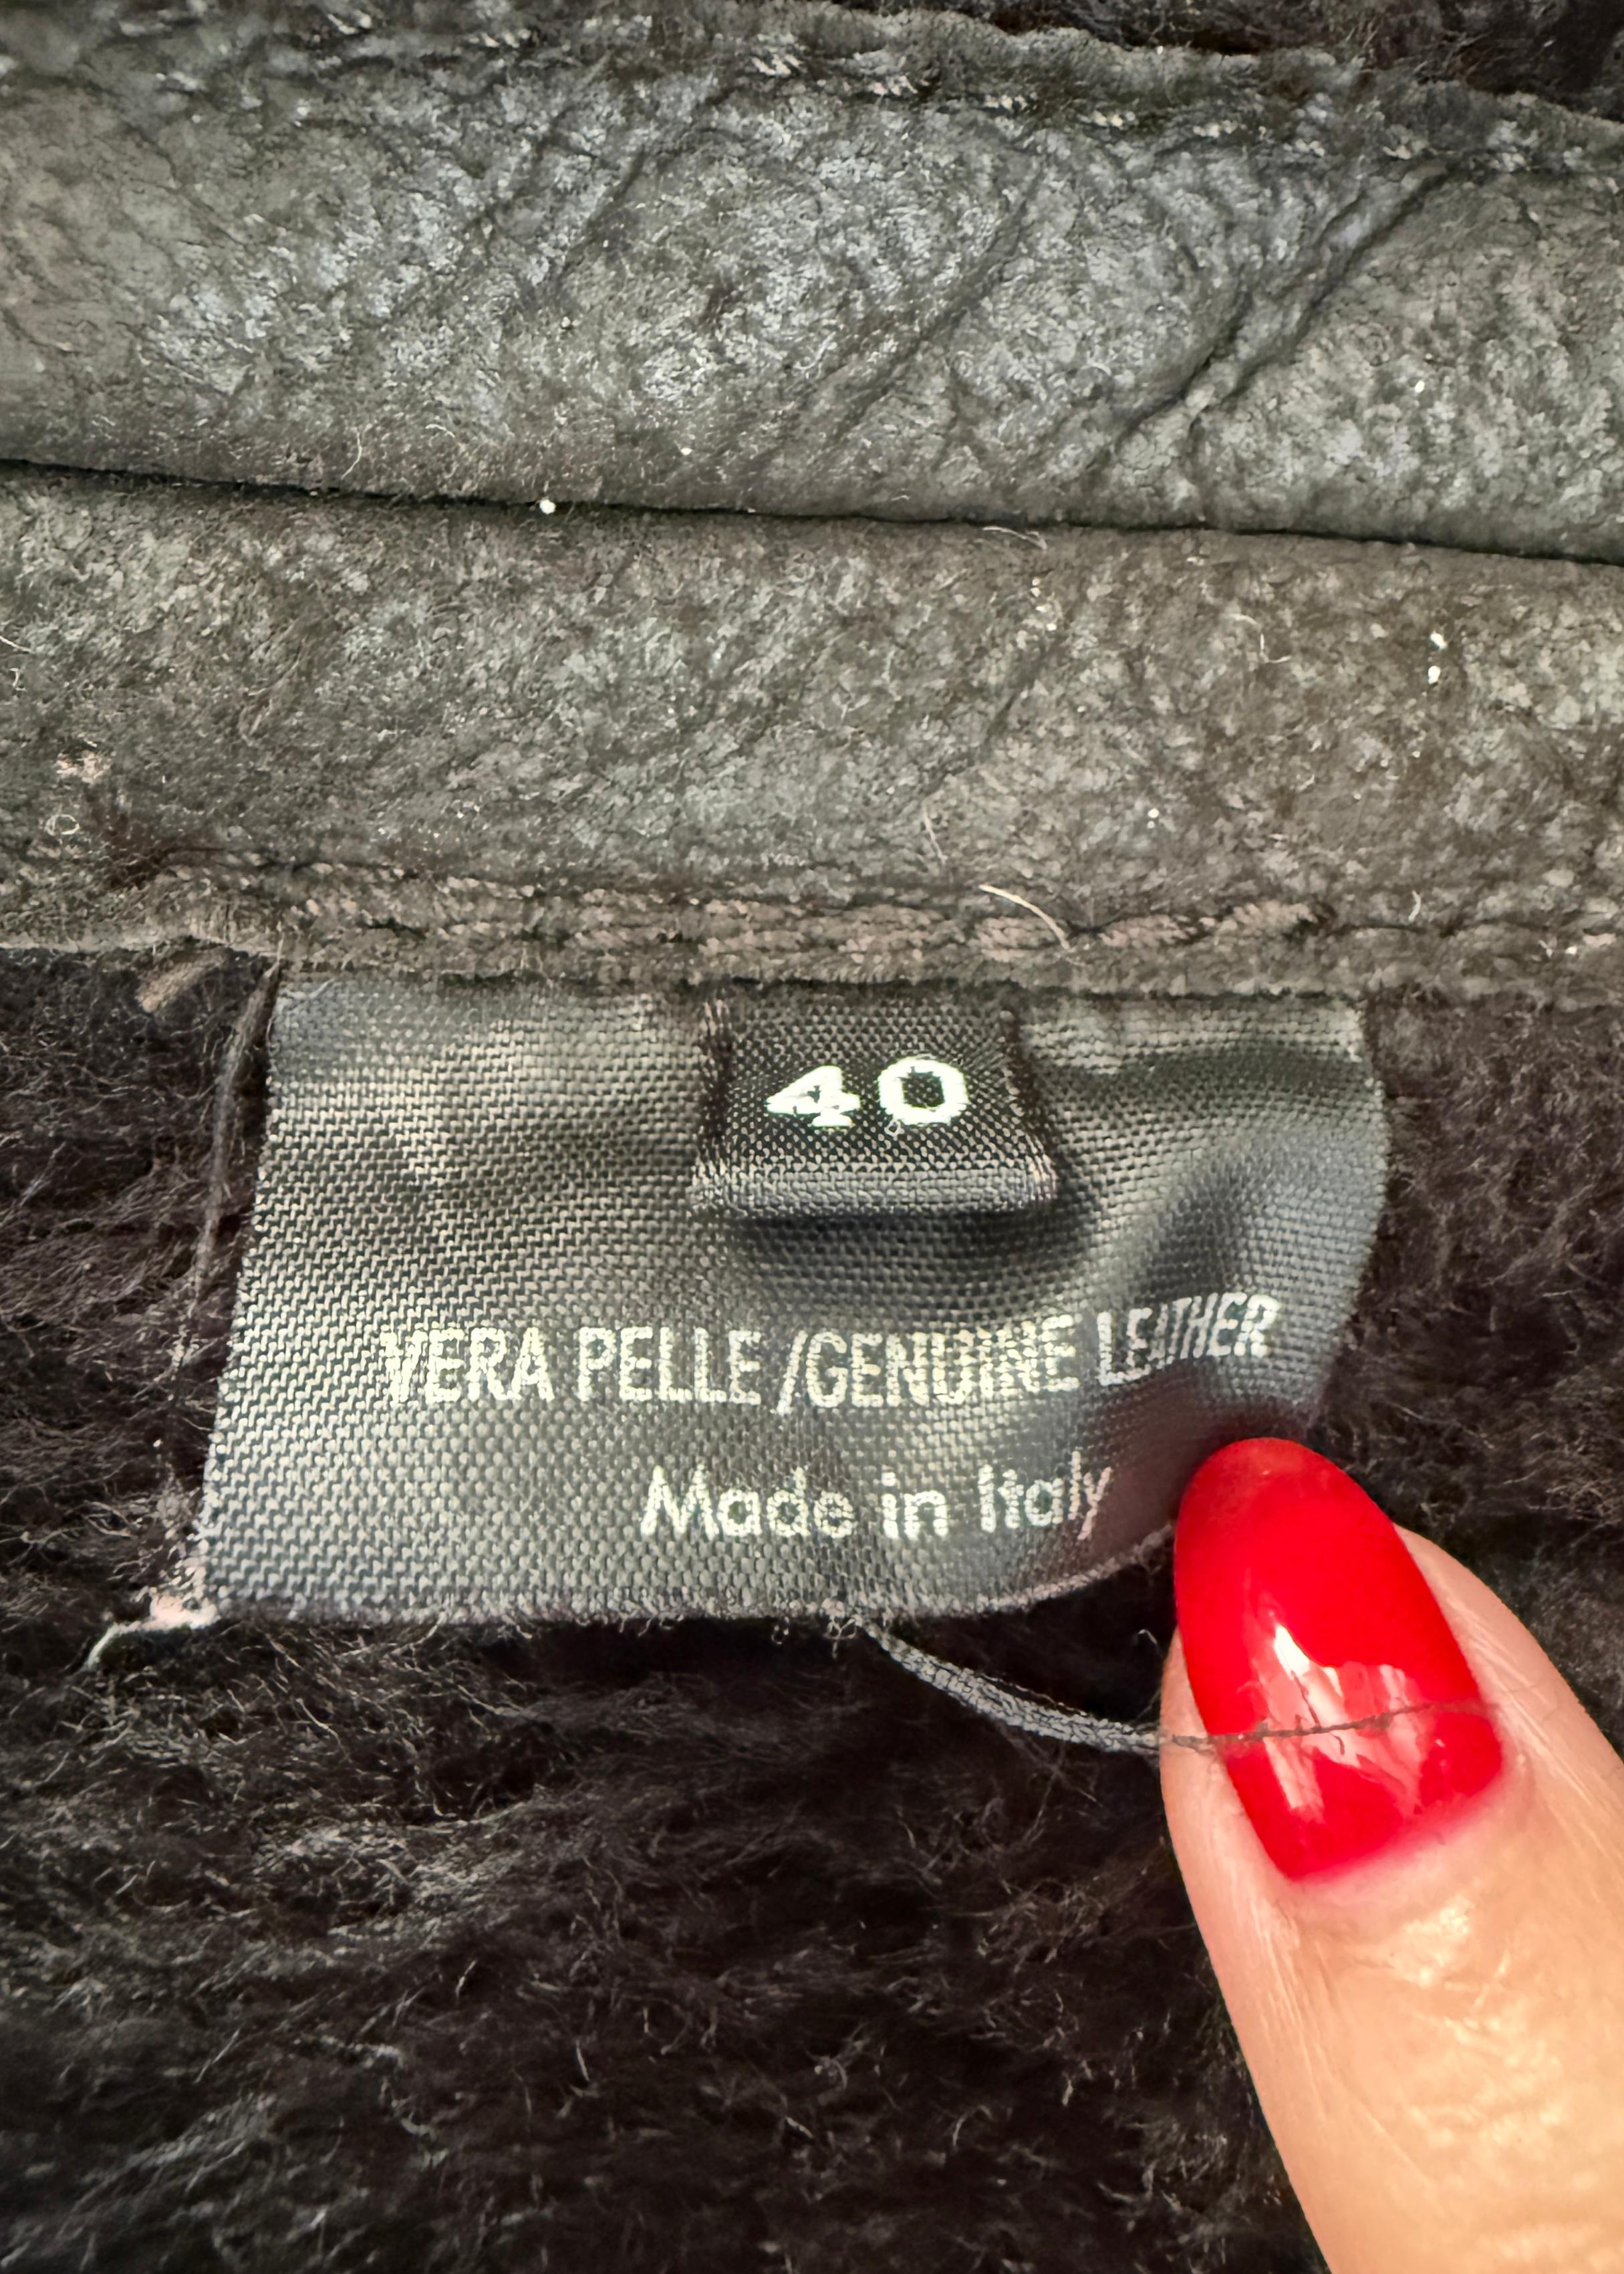 40
VERA PELLE /GENUINE LEATHER
Made in Italy